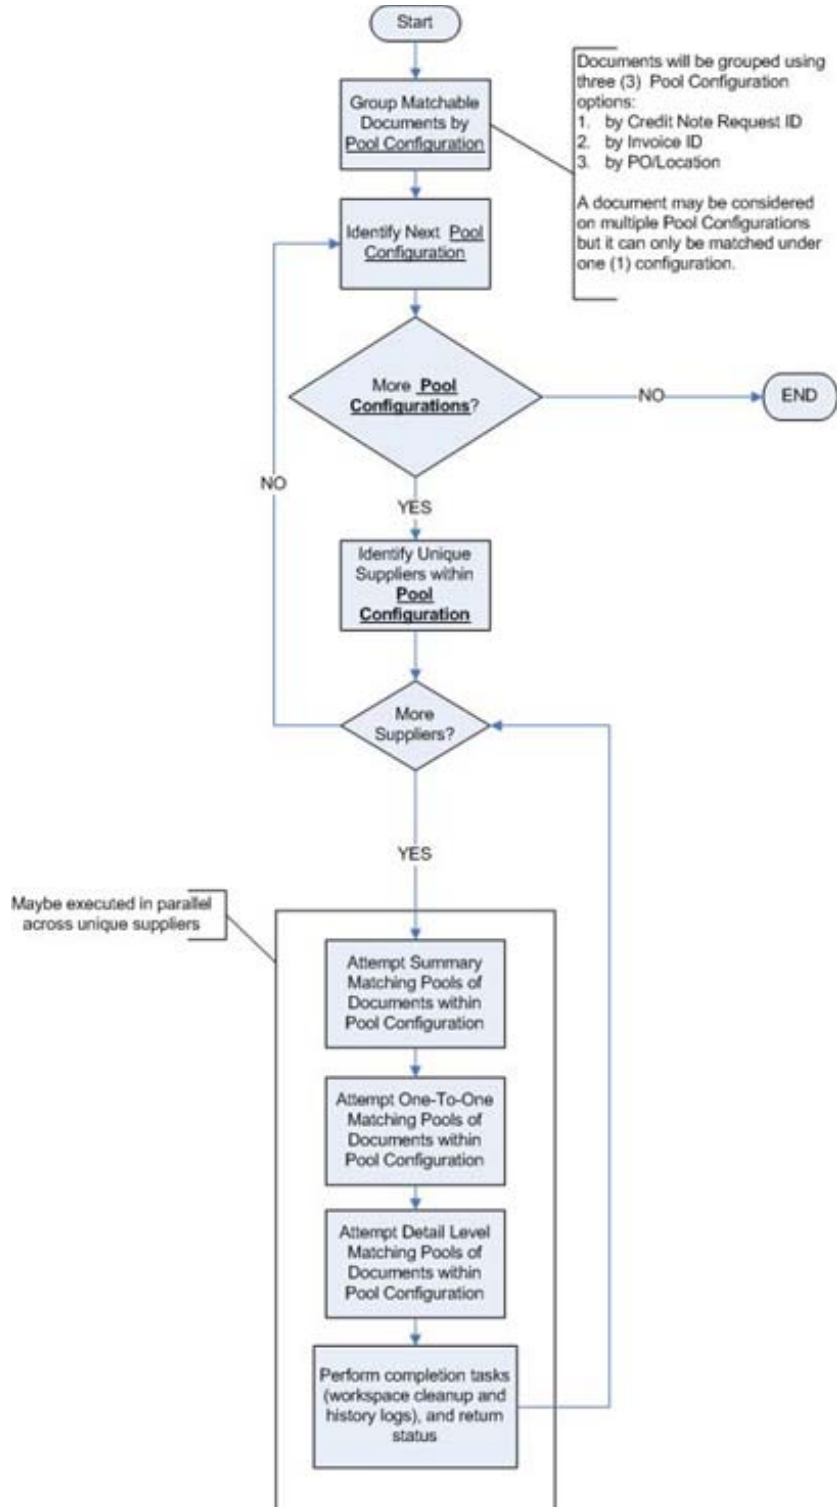 Start
Group Matchable
Documents by
Pool Configuration
Documents will be grouped using
three (3) Pool Configuration
options:
1. by Credit Note Request ID
2. by Invoice ID
3. by PO/Location
A document may be considered
on multiple Pool Configurations
but it can only be matched under
one (1) configuration.
Identify Next Pool
Configuration
More Pool
Configurations?
NO
END
NO
YES
Identify Unique
Suppliers within
Pool
Configuration
More
Suppliers?
YES
Maybe executed in parallel
across unique suppliers
Attempt Summary
Matching Pools of
Documents within
Pool Configuration
Attempt One-To-One
Matching Pools of
Documents within
Pool Configuration
Attempt Detail Level
Matching Pools of
Documents within
Pool Configuration
Perform completion tasks
(workspace cleanup and
history logs), and return
status